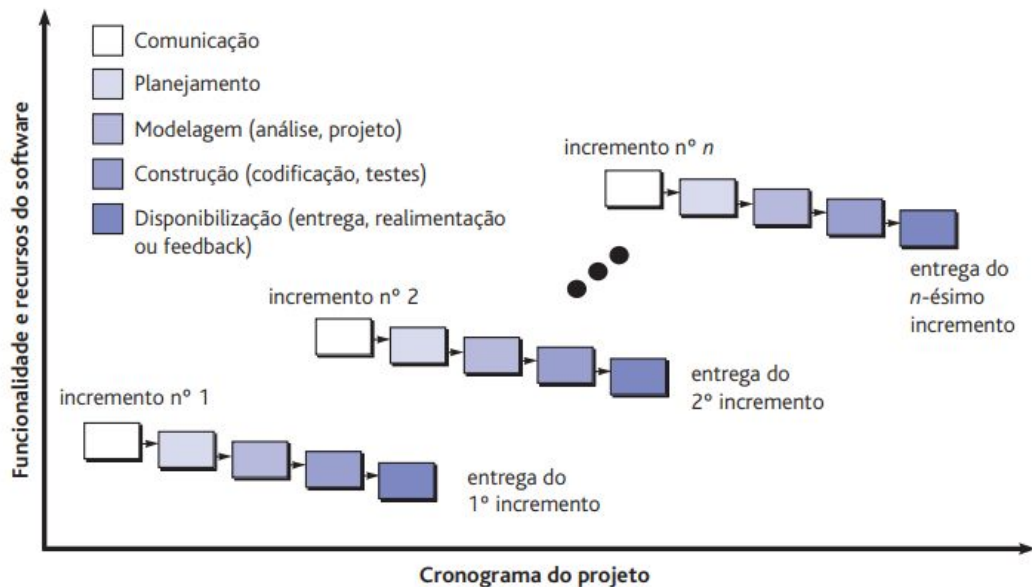 Funcionalidade e recursos do software
Comunicação
Planejamento
Modelagem (análise, projeto)
Construção (codificação, testes)
Disponibilização (entrega, realimentação
ou feedback)
incremento nº n
entrega do
n-ésimo
incremento
incremento nº 2
entrega do
2º incremento
incremento nº 1
entrega do
1º incremento
Cronograma do projeto